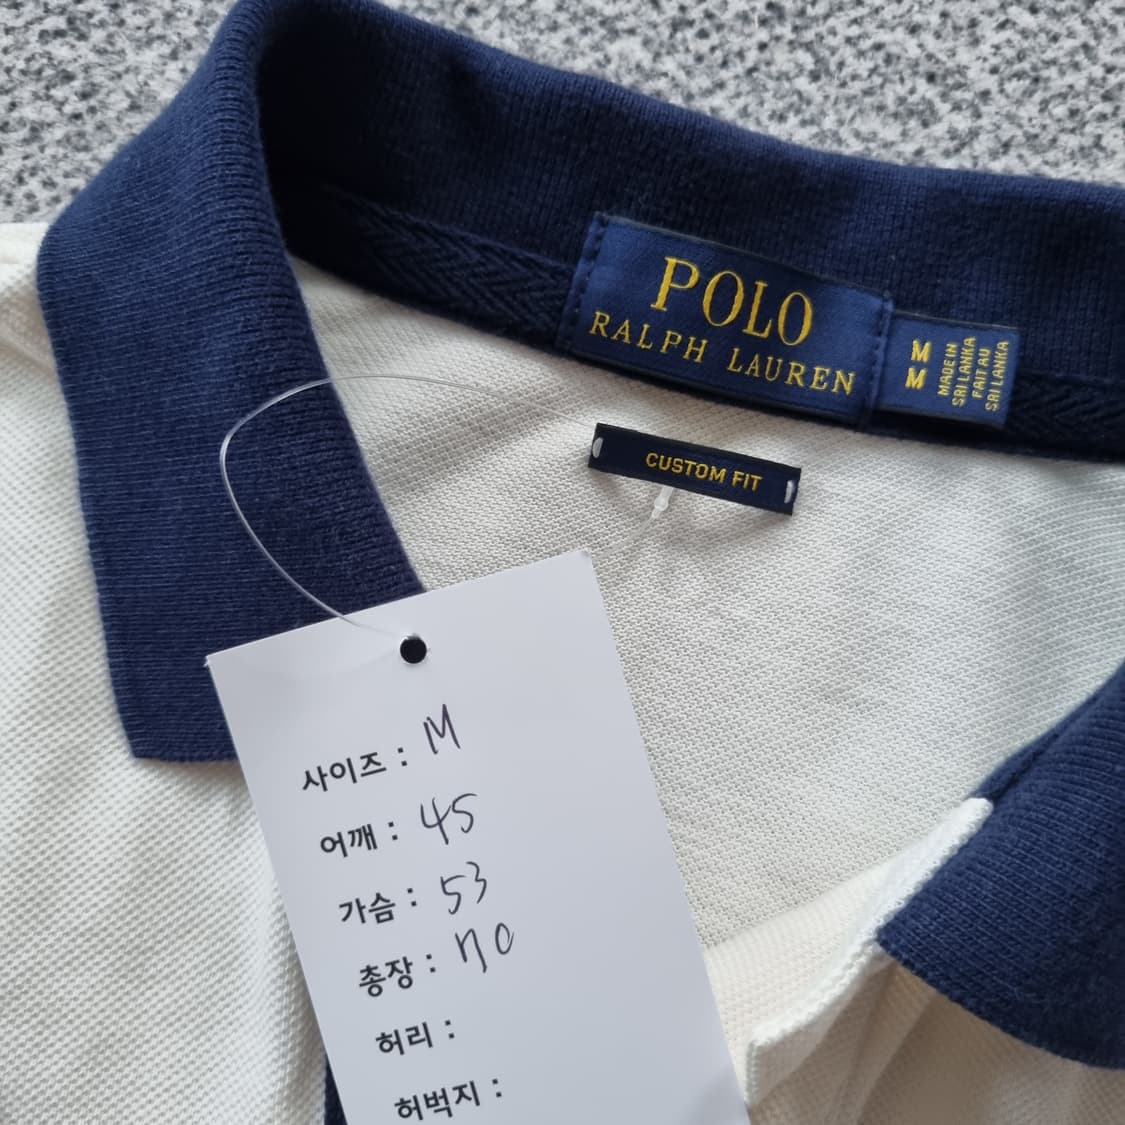 POLO
RALPH LAUREN
M
M
MADE IN
SRI LANKA
FAIT AU
SRI LANKA
CUSTOM FIT
사이즈 : M
어깨 : 45
가슴 : 53
총장 : 70
허리 :
허벅지 :